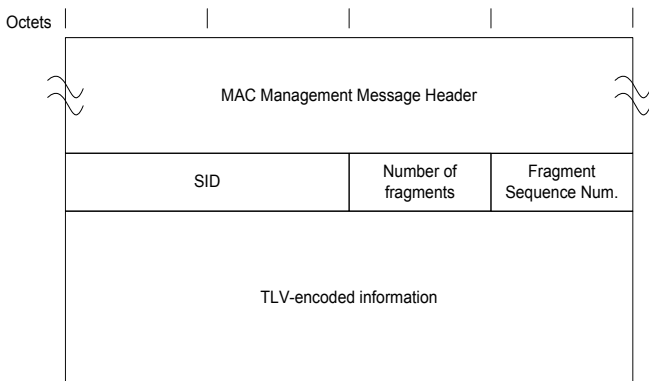 Octets
MAC Management Message Header
SID
Number of
fragments
Fragment
Sequence Num.
TLV-encoded information